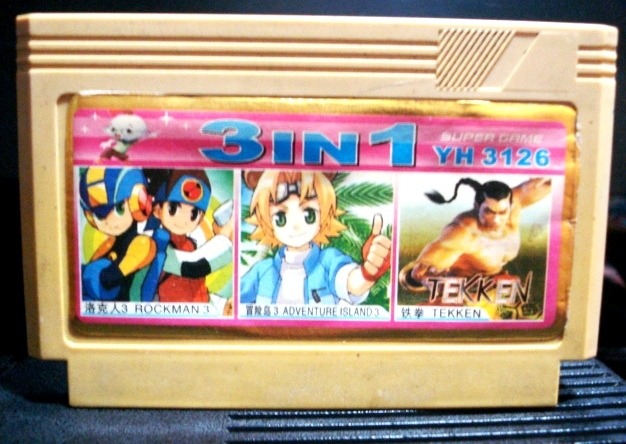 3IN1
SUPER GAME
YH 3126
TEKKEN
洛克人3 ROCKMAN 3
冒险岛3 ADVENTURE ISLAND 3
铁拳 TEKKEN